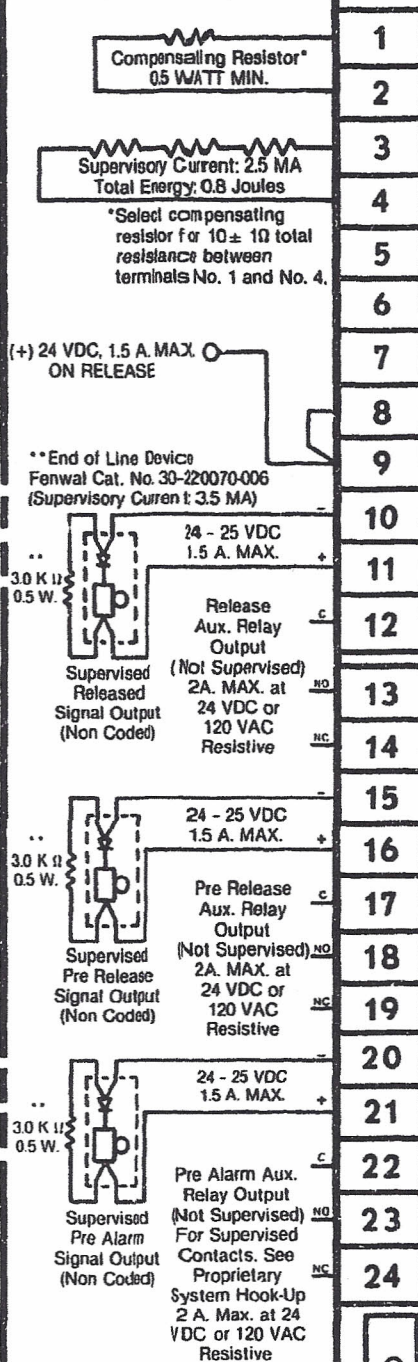 Compensating Resistor*
0.5 WATT MIN.
1
2
Supervisory Current: 2.5 MA
Total Energy: 0.8 Joules
*Select compensating
resistor for 10± 1Ω total
resistance between
terminals No. 1 and No. 4.
3
4
5
6
(+) 24 VDC, 1.5 A. MAX.
ON RELEASE
7
8
9
**End of Line Device
Fenwal Cat. No. 30-220070-006
(Supervisory Current: 3.5 MA)
**
3.0 K Ω
0.5 W.
24 - 25 VDC
1.5 A. MAX.
-
10
+
11
Supervised
Released
Signal Output
(Non Coded)
Release
Aux. Relay
Output
(Not Supervised)
2A. MAX. at
24 VDC or
120 VAC
Resistive
C
12
NO
13
NC
14
**
3.0 K Ω
0.5 W.
24 - 25 VDC
1.5 A. MAX.
-
15
+
16
Supervised
Pre Release
Signal Output
(Non Coded)
Pre Release
Aux. Relay
Output
(Not Supervised)
2A. MAX. at
24 VDC or
120 VAC
Resistive
C
17
NO
18
NC
19
**
3.0 K Ω
0.5 W.
24 - 25 VDC
1.5 A. MAX.
-
20
+
21
Supervised
Pre Alarm
Signal Output
(Non Coded)
Pre Alarm Aux.
Relay Output
(Not Supervised)
For Supervised
Contacts. See
Proprietary
System Hook-Up
2 A. Max. at 24
VDC or 120 VAC
Resistive
C
22
NO
23
NC
24